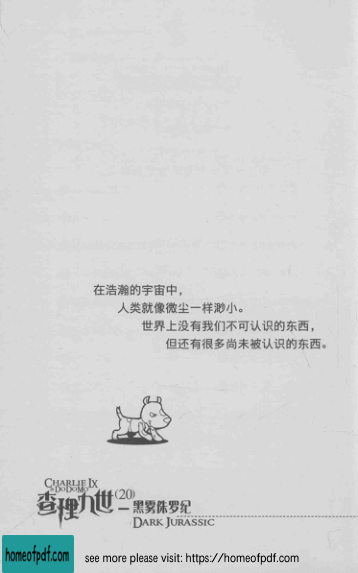 在浩瀚的宇宙中，
人类就像微尘一样渺小。
世界上没有我们不可认识的东西，
但还有很多尚未被认识的东西。
CHARLIE IX
& DODOMO
查理九世(20)—黑雾侏罗纪
DARK JURASSIC
homeofpdf.com
see more please visit: https://homeofpdf.com